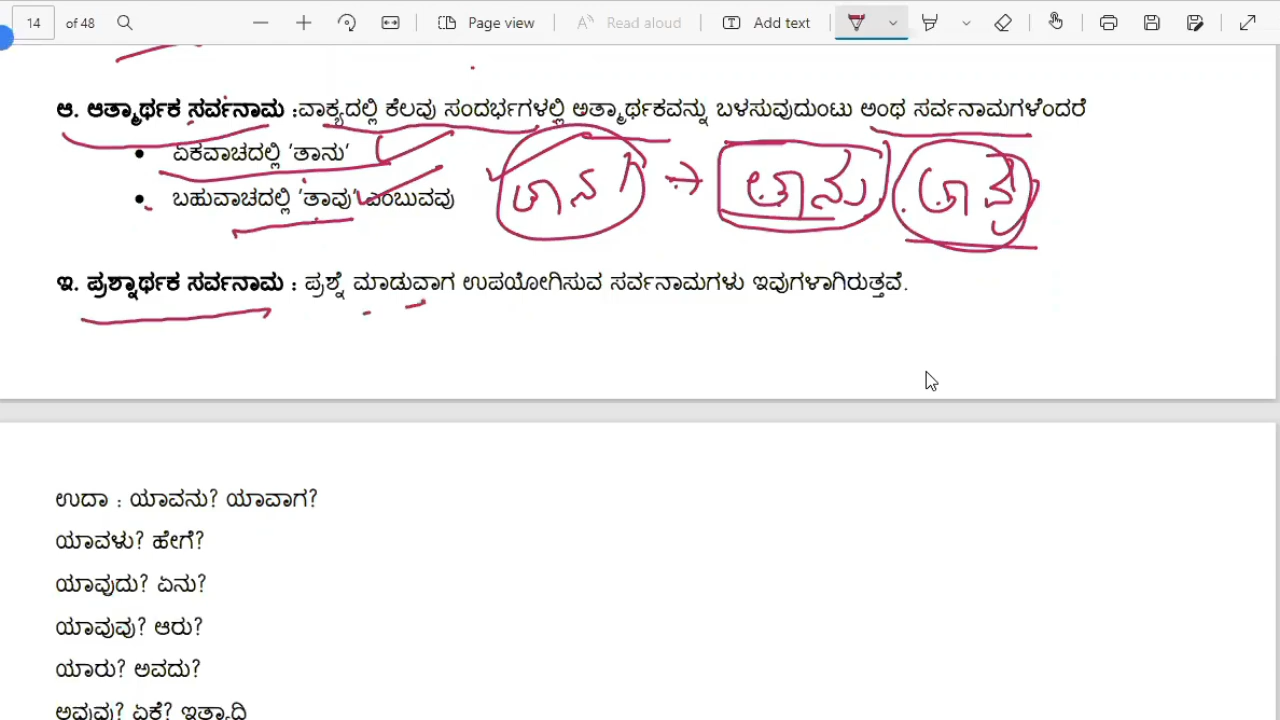 14 of 48 Page view Read aloud Add text
ಆ. ಆತ್ಮಾರ್ಥಕ ಸರ್ವನಾಮ :ವಾಕ್ಯದಲ್ಲಿ ಕೆಲವು ಸಂದರ್ಭಗಳಲ್ಲಿ ಅತ್ಮಾರ್ಥಕವನ್ನು ಬಳಸುವುದುಂಟು ಅಂಥ ಸರ್ವನಾಮಗಳೆಂದರೆ
• ಏಕವಾಚದಲ್ಲಿ 'ತಾನು'
• ಬಹುವಾಚದಲ್ಲಿ 'ತಾವು' ಎಂಬುವವು
ತಾನು ತಾವು
ಇ. ಪ್ರಶ್ನಾರ್ಥಕ ಸರ್ವನಾಮ : ಪ್ರಶ್ನೆ ಮಾಡುವಾಗ ಉಪಯೋಗಿಸುವ ಸರ್ವನಾಮಗಳು ಇವುಗಳಾಗಿರುತ್ತವೆ.
ಉದಾ : ಯಾವನು? ಯಾವಾಗ?
ಯಾವಳು? ಹೇಗೆ?
ಯಾವುದು? ಏನು?
ಯಾವುವು? ಆರು?
ಯಾರು? ಅವದು?
ಅವುವು? ಏಕೆ? ಇತ್ಯಾದಿ